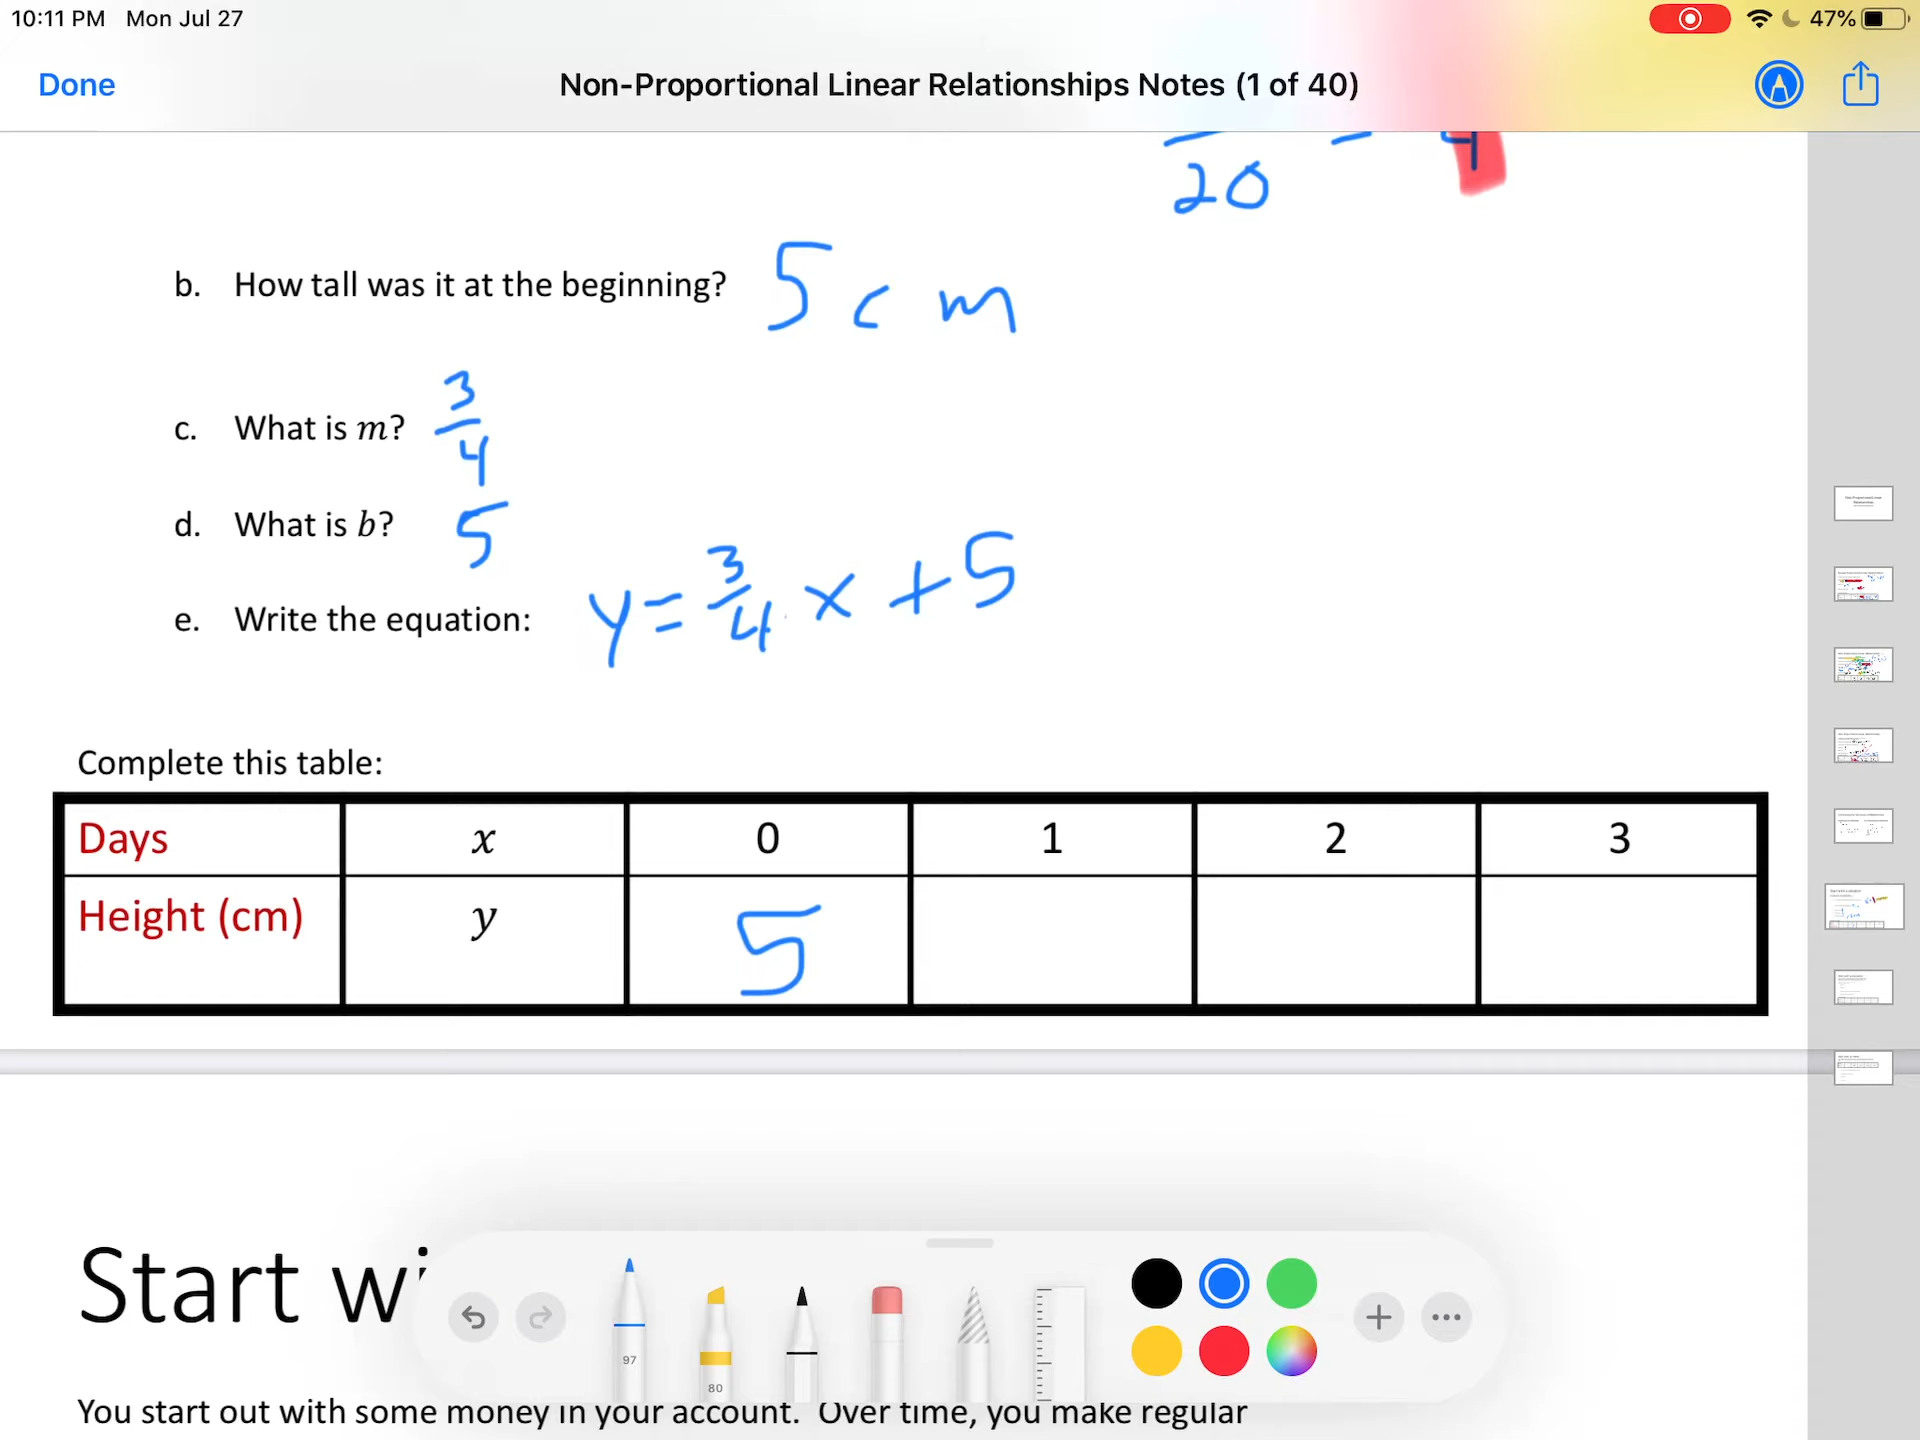 10:11 PM Mon Jul 27
47%
Done
Non-Proportional Linear Relationships Notes (1 of 40)
20 = 4
b. How tall was it at the beginning? 5 cm
c. What is m? 3/4
d. What is b? 5
e. Write the equation: y = 3/4 x + 5
Complete this table:
Days x 0 1 2 3
Height (cm) y 5
Start wi
97
80
You start out with some money in your account. Over time, you make regular